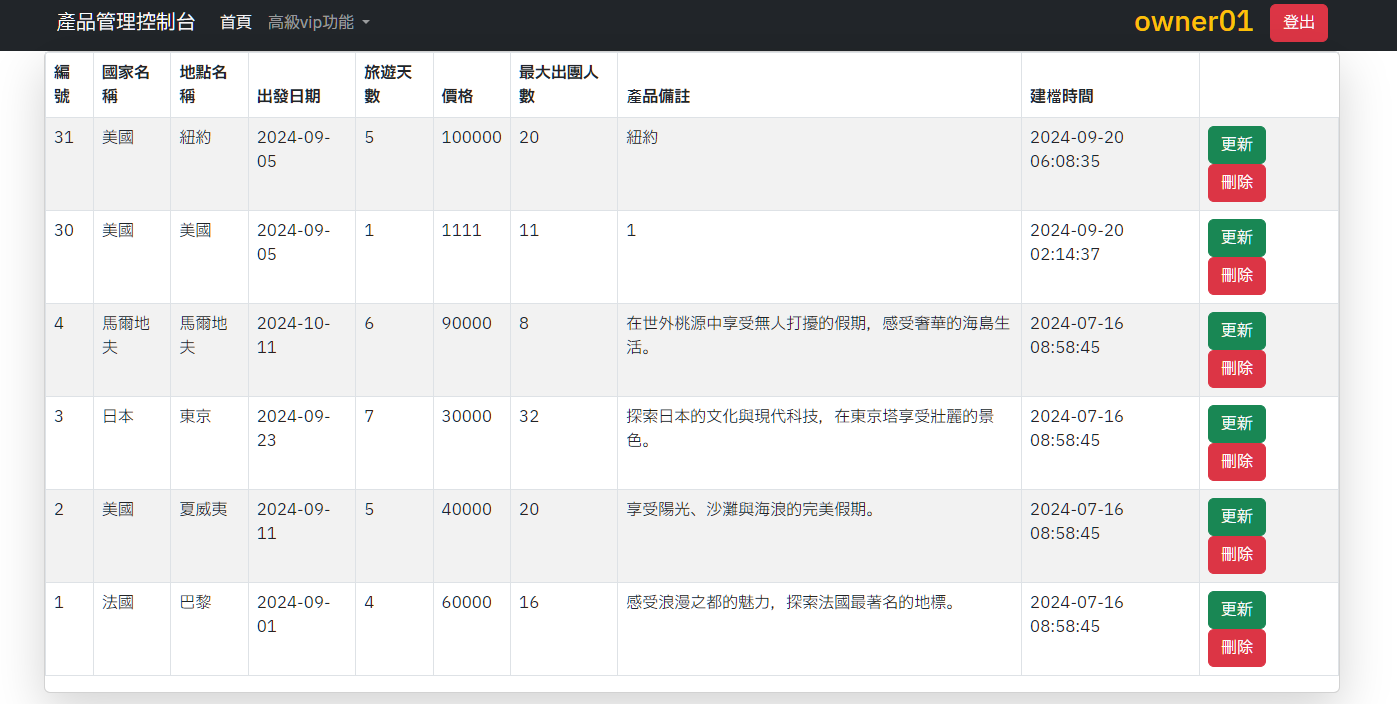 產品管理控制台 首頁 高級vip功能 owner01 登出
編號 國家名稱 地點名稱 出發日期 旅遊天數 價格 最大出團人數 產品備註 建檔時間
31 美國 紐約 2024-09-05 5 100000 20 紐約 2024-09-20 06:08:35 更新 刪除
30 美國 美國 2024-09-05 1 1111 11 1 2024-09-20 02:14:37 更新 刪除
4 馬爾地夫 馬爾地夫 2024-10-11 6 90000 8 在世外桃源中享受無人打擾的假期，感受奢華的海島生活。 2024-07-16 08:58:45 更新 刪除
3 日本 東京 2024-09-23 7 30000 32 探索日本的文化與現代科技，在東京塔享受壯麗的景色。 2024-07-16 08:58:45 更新 刪除
2 美國 夏威夷 2024-09-11 5 40000 20 享受陽光、沙灘與海浪的完美假期。 2024-07-16 08:58:45 更新 刪除
1 法國 巴黎 2024-09-01 4 60000 16 感受浪漫之都的魅力，探索法國最著名的地標。 2024-07-16 08:58:45 更新 刪除